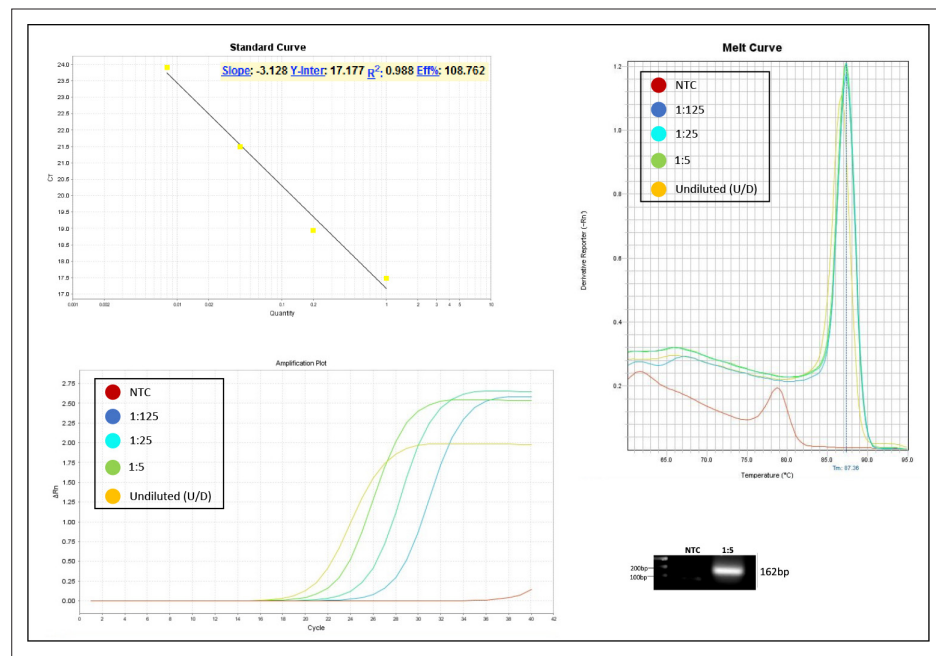 Standard Curve
Slope: -3.128 Y-Inter: 17.177 R²: 0.988 Eff%: 108.762
24.0
23.5
23.0
22.5
22.0
21.5
21.0
20.5
20.0
19.5
19.0
18.5
18.0
17.5
17.0
CT
0.001 0.002 0.01 0.02 0.1 0.2 1 2 3 4 5 10
Quantity
Melt Curve
NTC
1:125
1:25
1:5
Undiluted (U/D)
1.2
1.0
0.8
0.6
0.4
0.2
Derivative Reporter (-Rn')
65.0 70.0 75.0 80.0 85.0 90.0 95.0
Temperature (°C)
Tm: 87.38
Amplification Plot
NTC
1:125
1:25
1:5
Undiluted (U/D)
2.75
2.50
2.25
2.00
1.75
1.50
1.25
1.00
0.75
0.50
0.25
0.00
ΔRn
0 2 4 6 8 10 12 14 16 18 20 22 24 26 28 30 32 34 36 38 40 42
Cycle
NTC 1:5
200bp
100bp
162bp